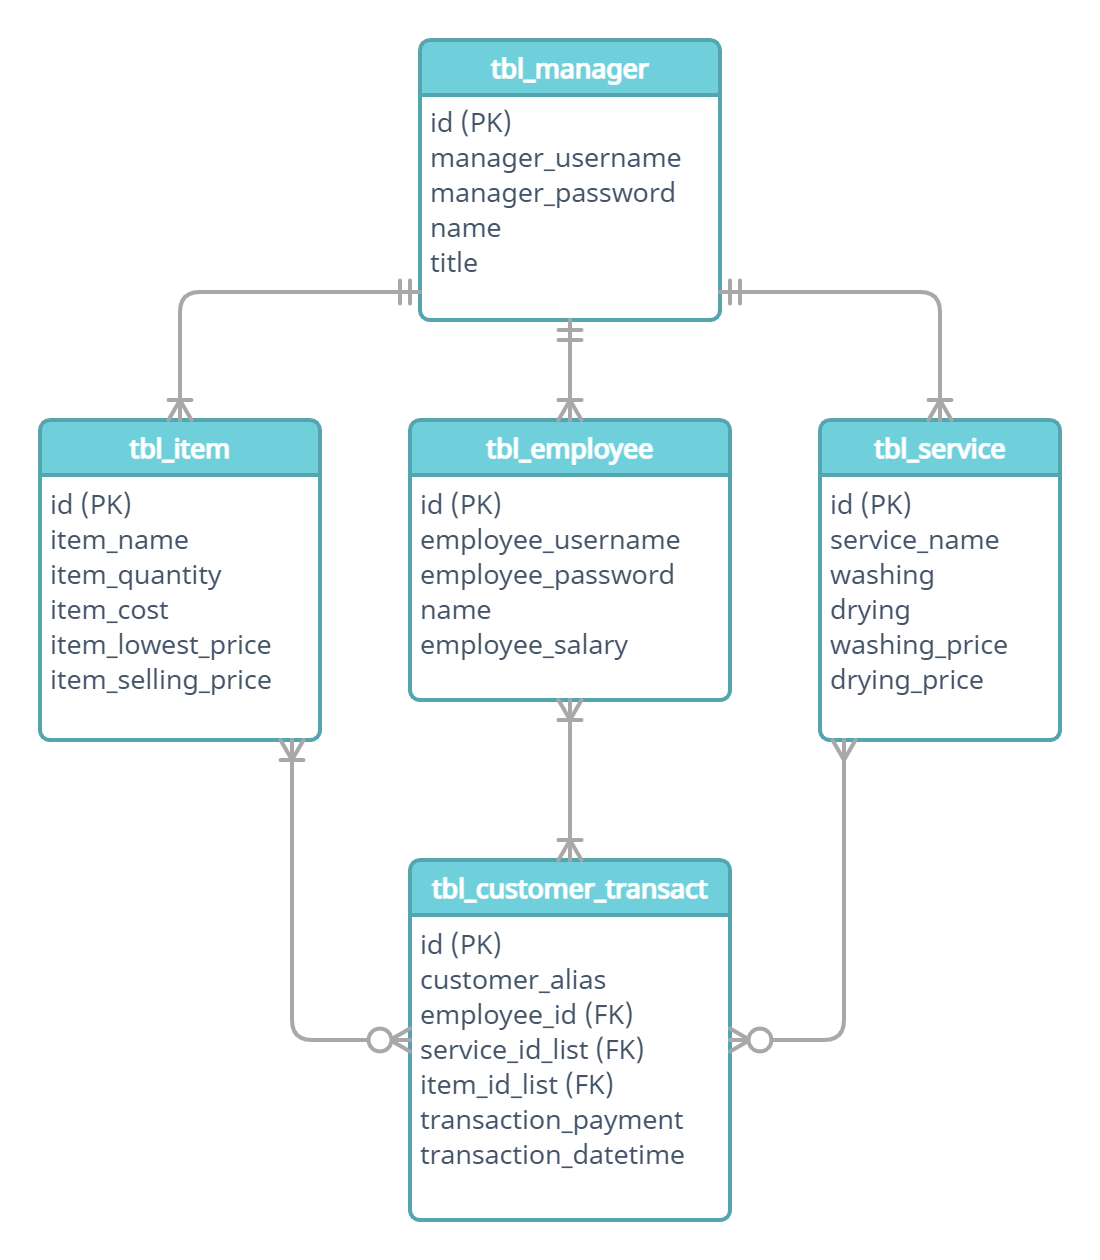 tbl_manager
id (PK)
manager_username
manager_password
name
title
tbl_item
id (PK)
item_name
item_quantity
item_cost
item_lowest_price
item_selling_price
tbl_employee
id (PK)
employee_username
employee_password
name
employee_salary
tbl_service
id (PK)
service_name
washing
drying
washing_price
drying_price
tbl_customer_transact
id (PK)
customer_alias
employee_id (FK)
service_id_list (FK)
item_id_list (FK)
transaction_payment
transaction_datetime